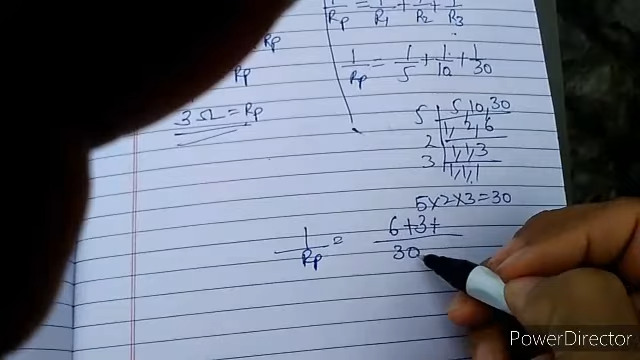 1/Rp = 1/R1 + 1/R2 + 1/R3
Rp
1/Rp = 1/5 + 1/10 + 1/30
Rp
3Ω = Rp
5 | 5, 10, 30
2 | 1, 2, 6
3 | 1, 1, 3
1, 1, 1
5×2×3=30
1/Rp = 6+3+/30
PowerDirector